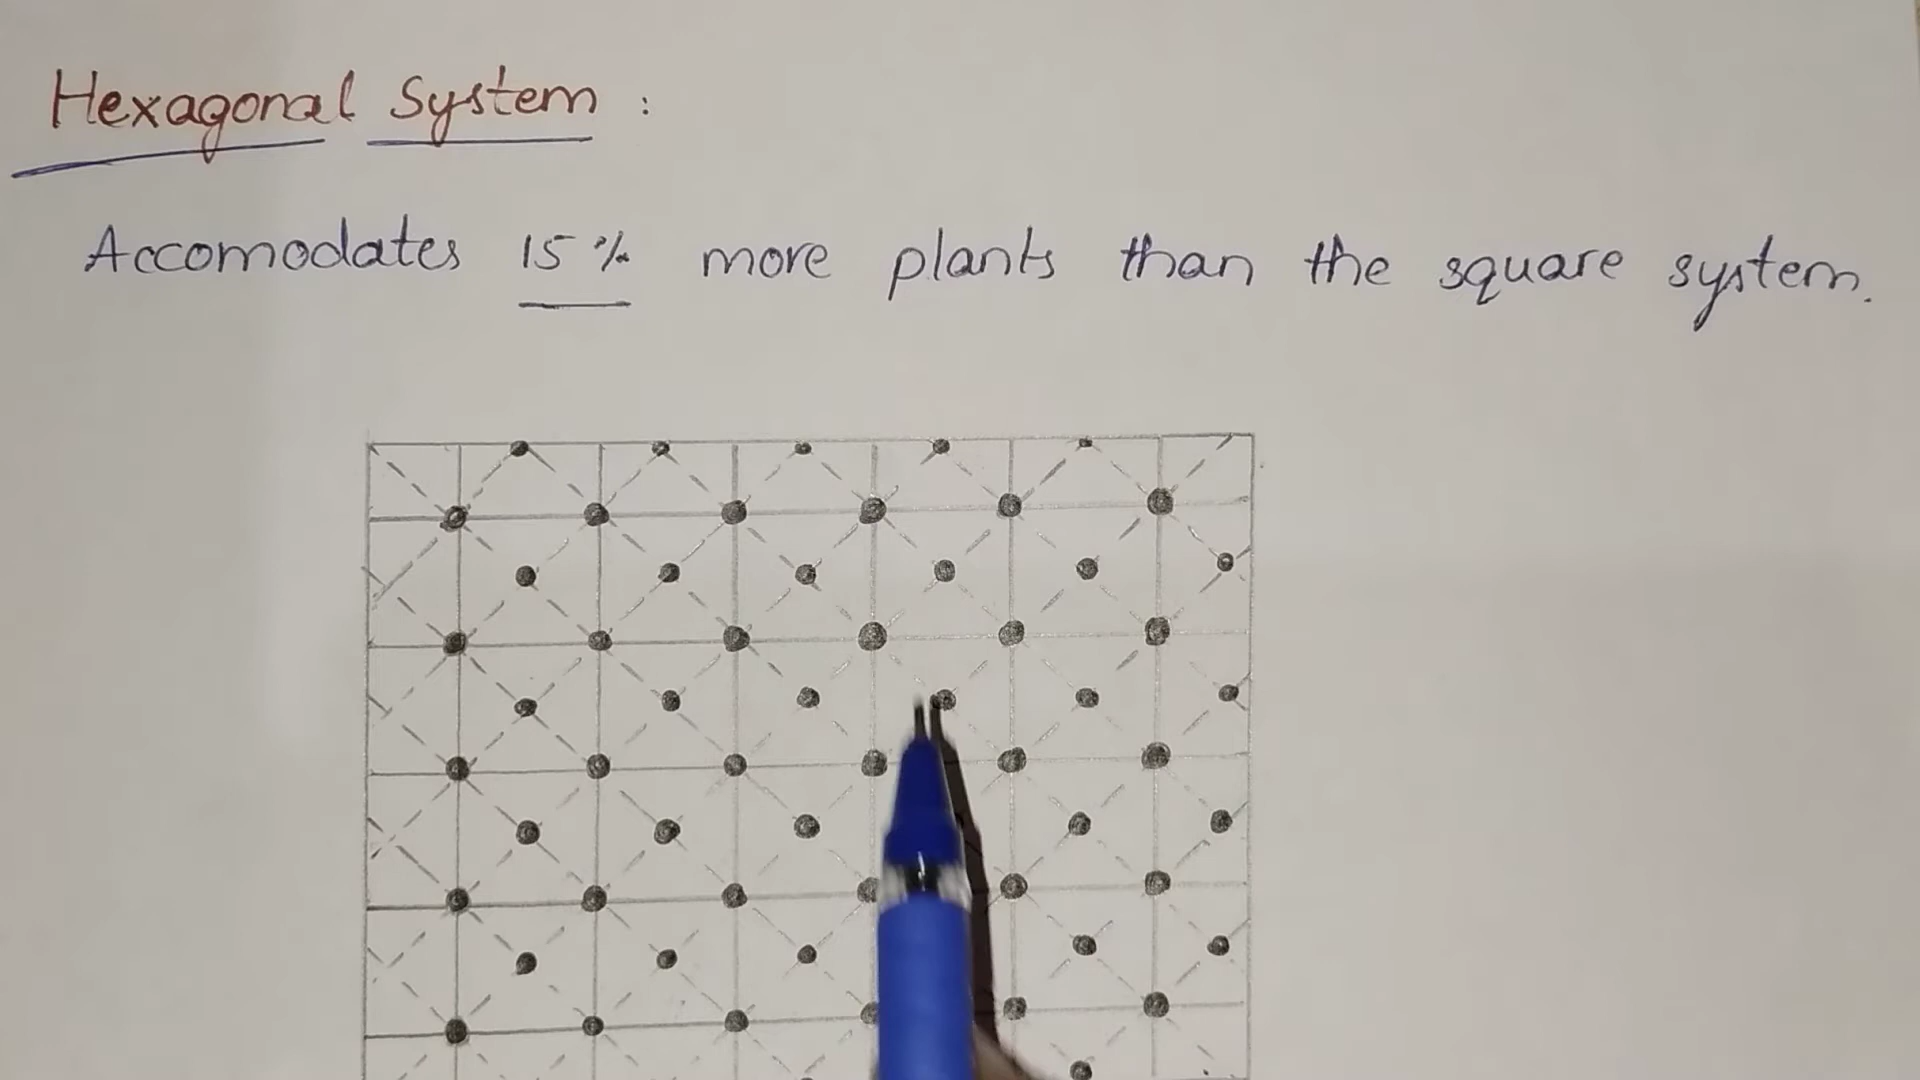 Hexagonal System :
Accomodates 15% more plants than the square system.